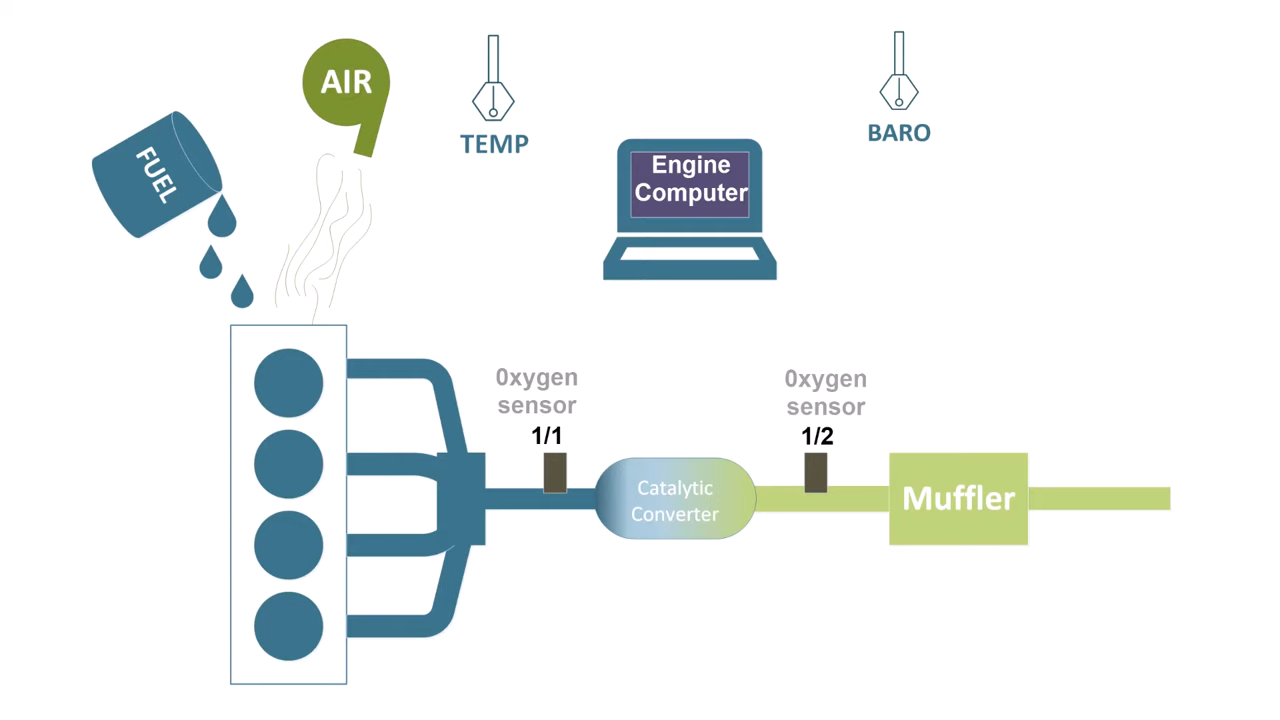 AIR
TEMP
BARO
FUEL
Engine
Computer
0xygen
sensor
1/1
0xygen
sensor
1/2
Catalytic
Converter
Muffler